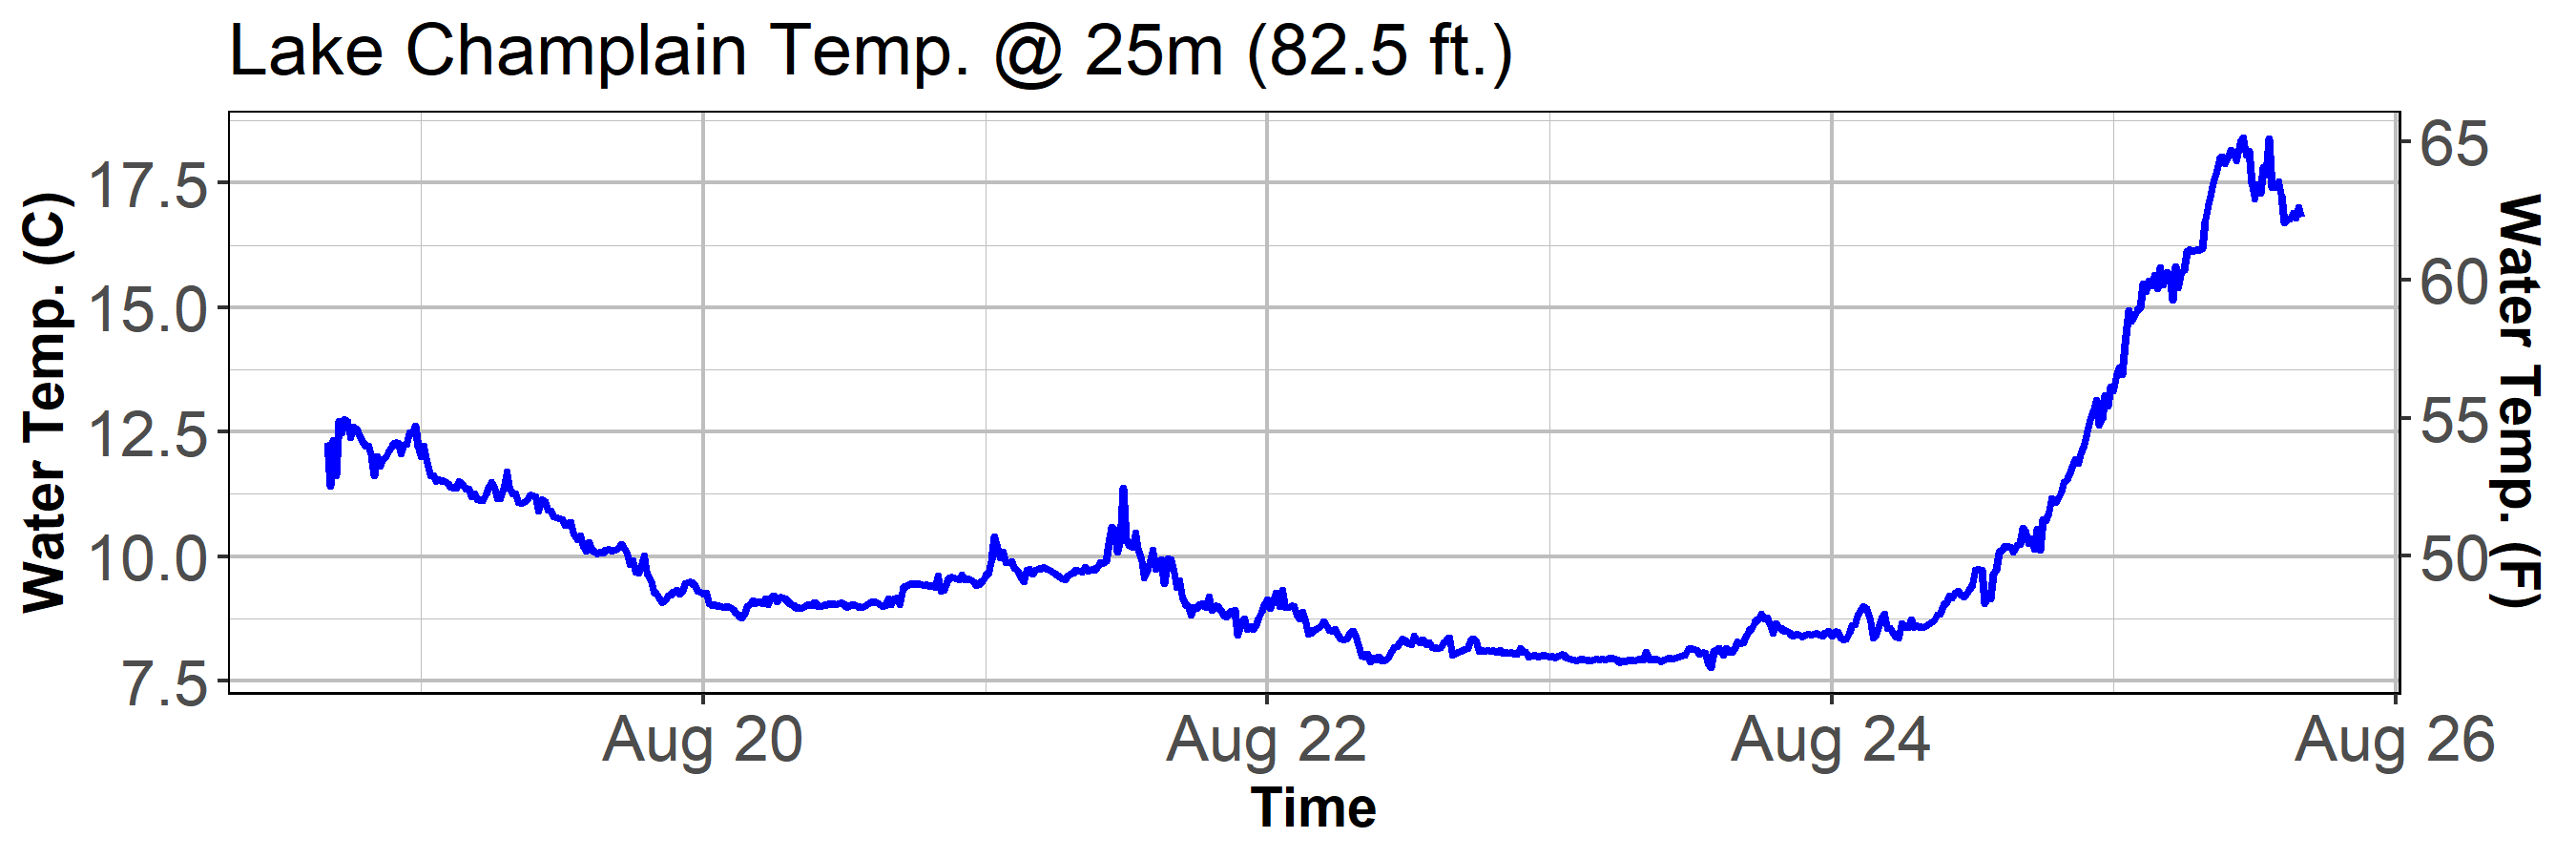 Lake Champlain Temp. @ 25m (82.5 ft.)
Water Temp. (C)
17.5
15.0
12.5
10.0
7.5
65
60
55
50
Water Temp. (F)
Aug 20
Aug 22
Aug 24
Aug 26
Time